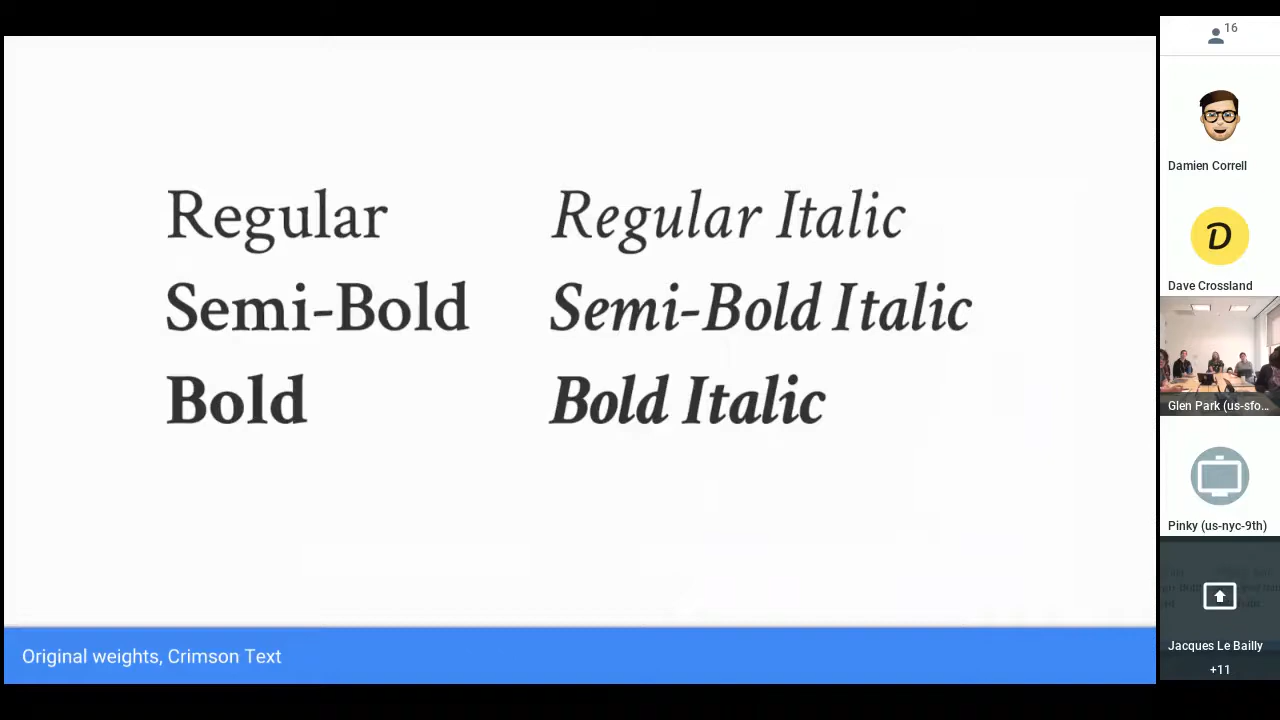 Regular
Regular Italic
Semi-Bold
Semi-Bold Italic
Bold
Bold Italic
Original weights, Crimson Text
16
Damien Correll
D
Dave Crossland
Glen Park (us-sfo...
Pinky (us-nyc-9th)
Jacques Le Bailly
+11